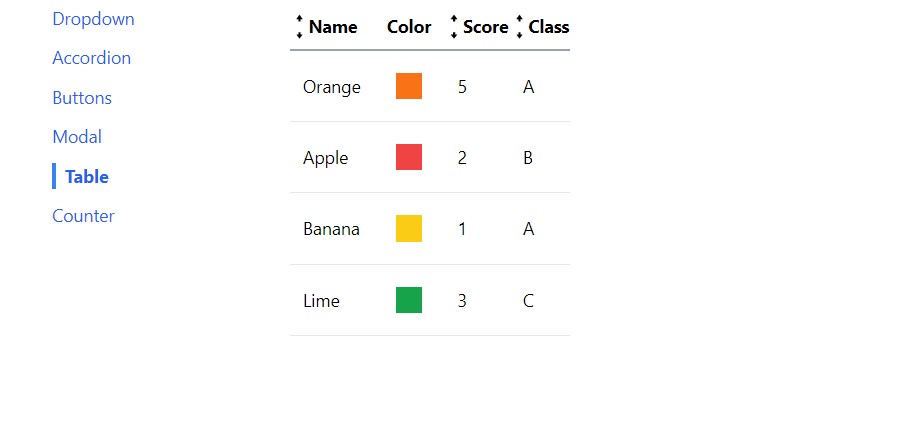 Dropdown
Accordion
Buttons
Modal
Table
Counter
Name Color Score Class
Orange 5 A
Apple 2 B
Banana 1 A
Lime 3 C